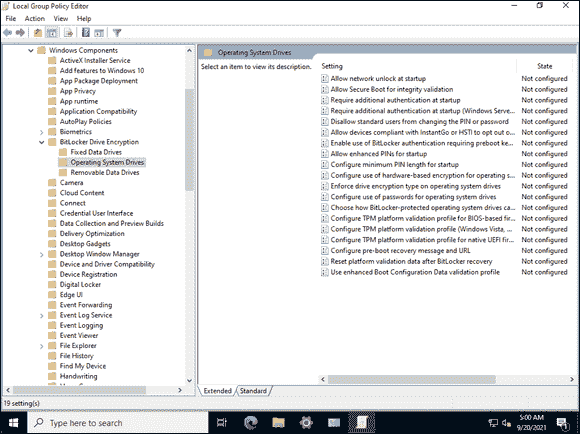 Local Group Policy Editor
File Action View Help
Windows Components
ActiveX Installer Service
Add features to Windows 10
App Package Deployment
App Privacy
App runtime
Application Compatibility
AutoPlay Policies
Biometrics
BitLocker Drive Encryption
Fixed Data Drives
Operating System Drives
Removable Data Drives
Camera
Cloud Content
Connect
Credential User Interface
Data Collection and Preview Builds
Delivery Optimization
Desktop Gadgets
Desktop Window Manager
Device and Driver Compatibility
Device Registration
Digital Locker
Edge UI
Event Forwarding
Event Log Service
Event Logging
Event Viewer
File Explorer
File History
Find My Device
Handwriting
Operating System Drives
Select an item to view its description.
Setting State
Allow network unlock at startup Not configured
Allow Secure Boot for integrity validation Not configured
Require additional authentication at startup Not configured
Require additional authentication at startup (Windows Serve... Not configured
Disallow standard users from changing the PIN or password Not configured
Allow devices compliant with InstantGo or HSTI to opt out o... Not configured
Enable use of BitLocker authentication requiring preboot ke... Not configured
Allow enhanced PINs for startup Not configured
Configure minimum PIN length for startup Not configured
Configure use of hardware-based encryption for operating s... Not configured
Enforce drive encryption type on operating system drives Not configured
Configure use of passwords for operating system drives Not configured
Choose how BitLocker-protected operating system drives ca... Not configured
Configure TPM platform validation profile for BIOS-based fir... Not configured
Configure TPM platform validation profile (Windows Vista, ... Not configured
Configure TPM platform validation profile for native UEFI fir... Not configured
Configure pre-boot recovery message and URL Not configured
Reset platform validation data after BitLocker recovery Not configured
Use enhanced Boot Configuration Data validation profile Not configured
Extended Standard
19 setting(s)
Type here to search
5:00 AM
9/20/2021